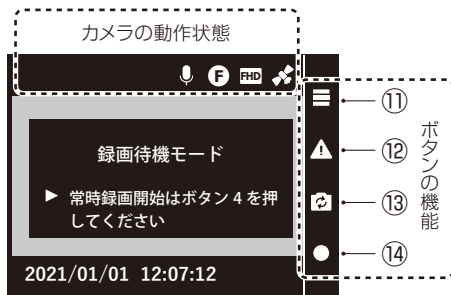 カメラの動作状態
F FHD
⑪
⑫
⑬
⑭
ボタンの機能
録画待機モード
▶ 常時録画開始はボタン 4 を押
してください
2021/01/01 12:07:12